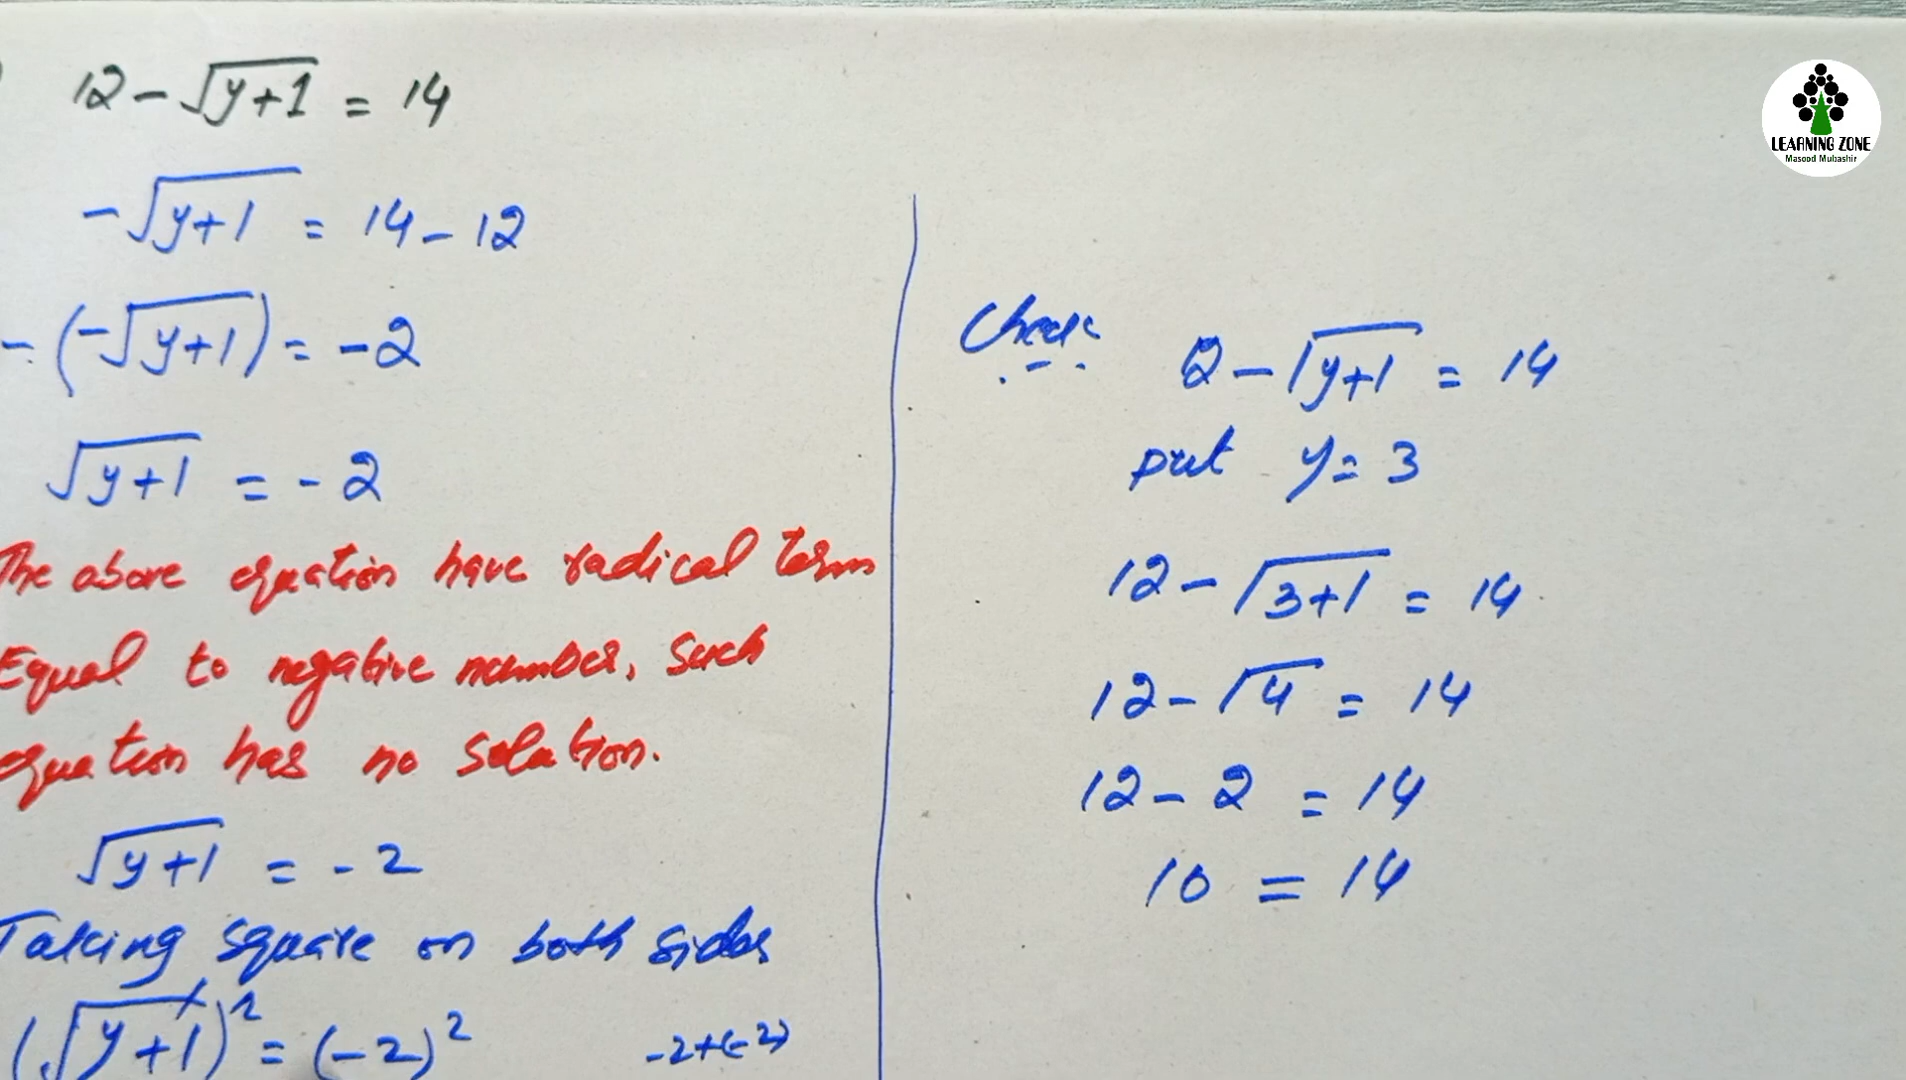 12-√y+1 = 14
-√y+1 = 14-12
-(-√y+1) = -2
√y+1 = -2
The above equation have radical term
Equal to negative number, such
equation has no solution.
√y+1 = -2
Taking square on both sides
(√y+1)² = (-2)²
-2+(-2)
Check
12-√y+1 = 14
put y=3
12-√3+1 = 14
12-√4 = 14
12-2 = 14
10 = 14
LEARNING ZONE
Masood Mubashir